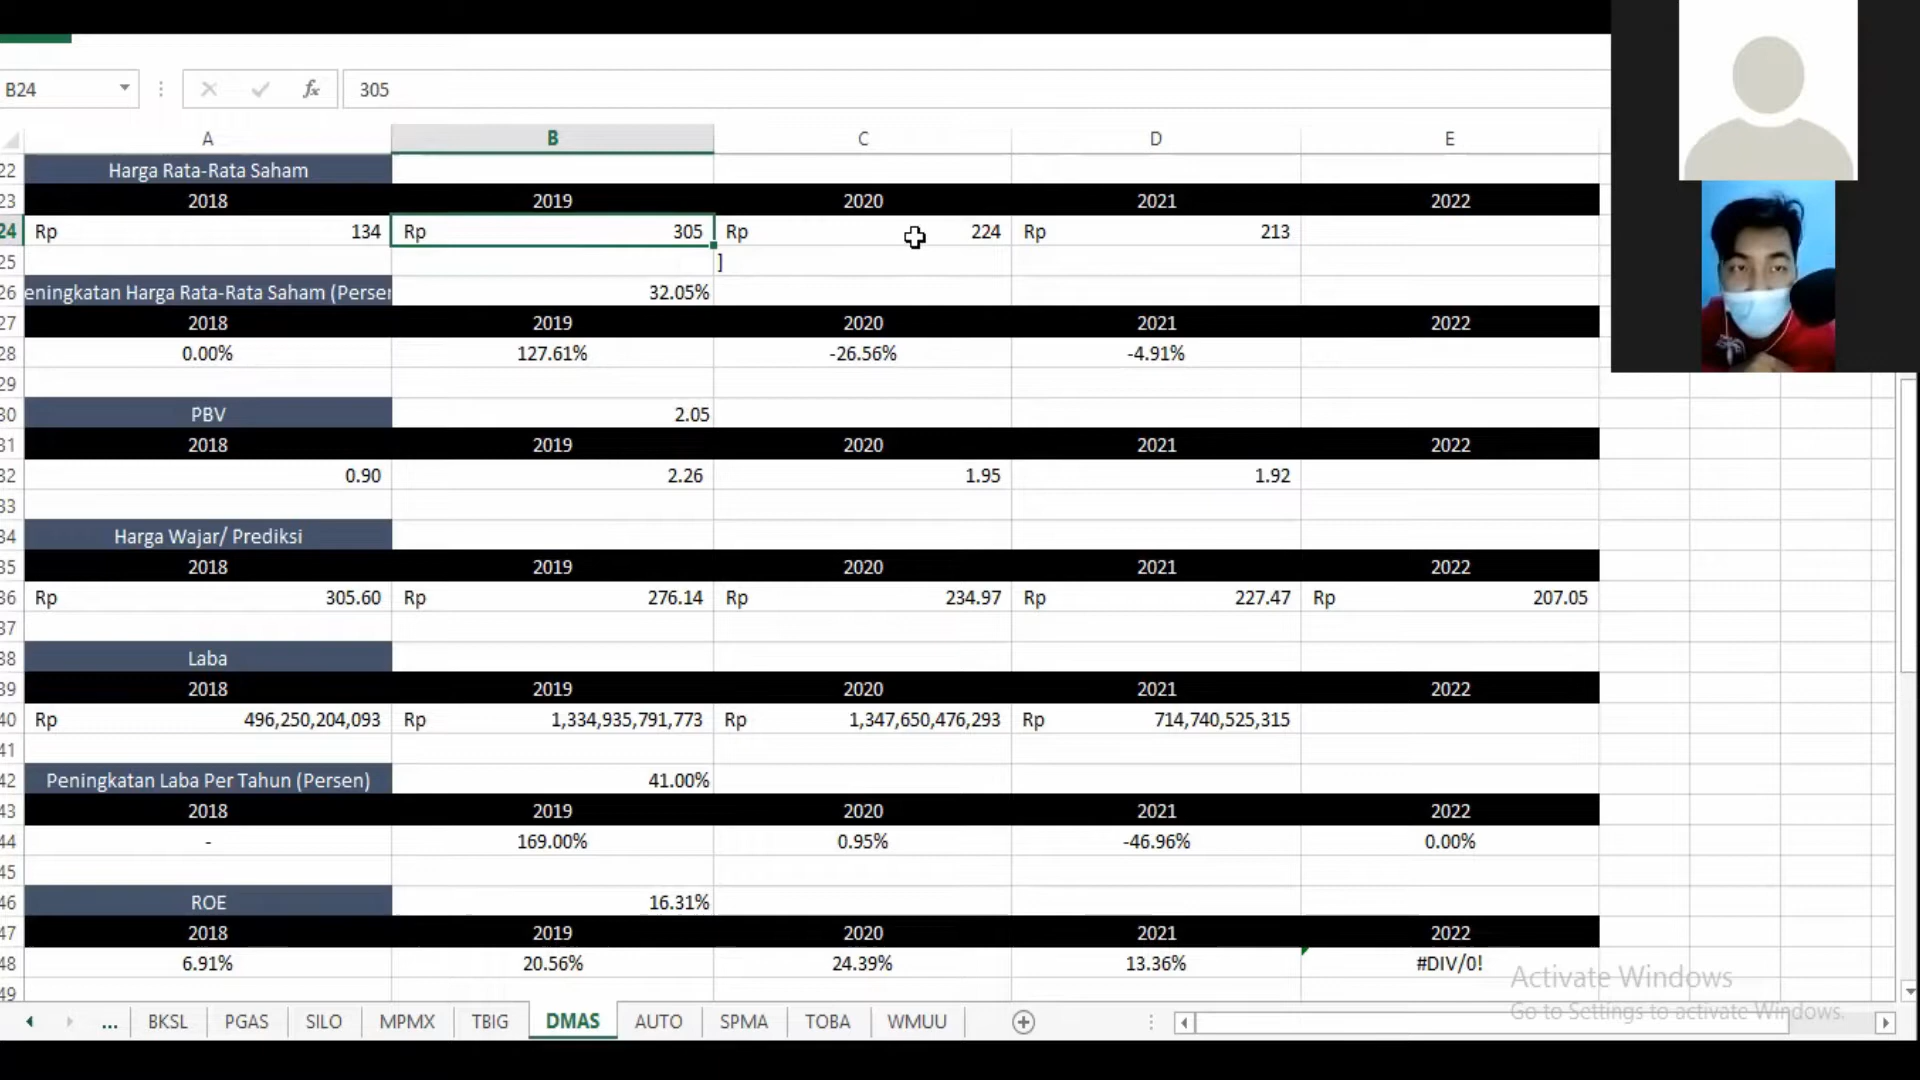 B24 fx 305
A B C D E
22 Harga Rata-Rata Saham
23 2018 2019 2020 2021 2022
24 Rp 134 Rp 305 Rp 224 Rp 213
25 ]
26 eningkatan Harga Rata-Rata Saham (Perser 32.05%
27 2018 2019 2020 2021 2022
28 0.00% 127.61% -26.56% -4.91%
29
30 PBV 2.05
31 2018 2019 2020 2021 2022
32 0.90 2.26 1.95 1.92
33
34 Harga Wajar/ Prediksi
35 2018 2019 2020 2021 2022
36 Rp 305.60 Rp 276.14 Rp 234.97 Rp 227.47 Rp 207.05
37
38 Laba
39 2018 2019 2020 2021 2022
40 Rp 496,250,204,093 Rp 1,334,935,791,773 Rp 1,347,650,476,293 Rp 714,740,525,315
41
42 Peningkatan Laba Per Tahun (Persen) 41.00%
43 2018 2019 2020 2021 2022
44 - 169.00% 0.95% -46.96% 0.00%
45
46 ROE 16.31%
47 2018 2019 2020 2021 2022
48 6.91% 20.56% 24.39% 13.36% #DIV/0!
49
Activate Windows
Go to Settings to activate Windows.
... BKSL PGAS SILO MPMX TBIG DMAS AUTO SPMA TOBA WMUU